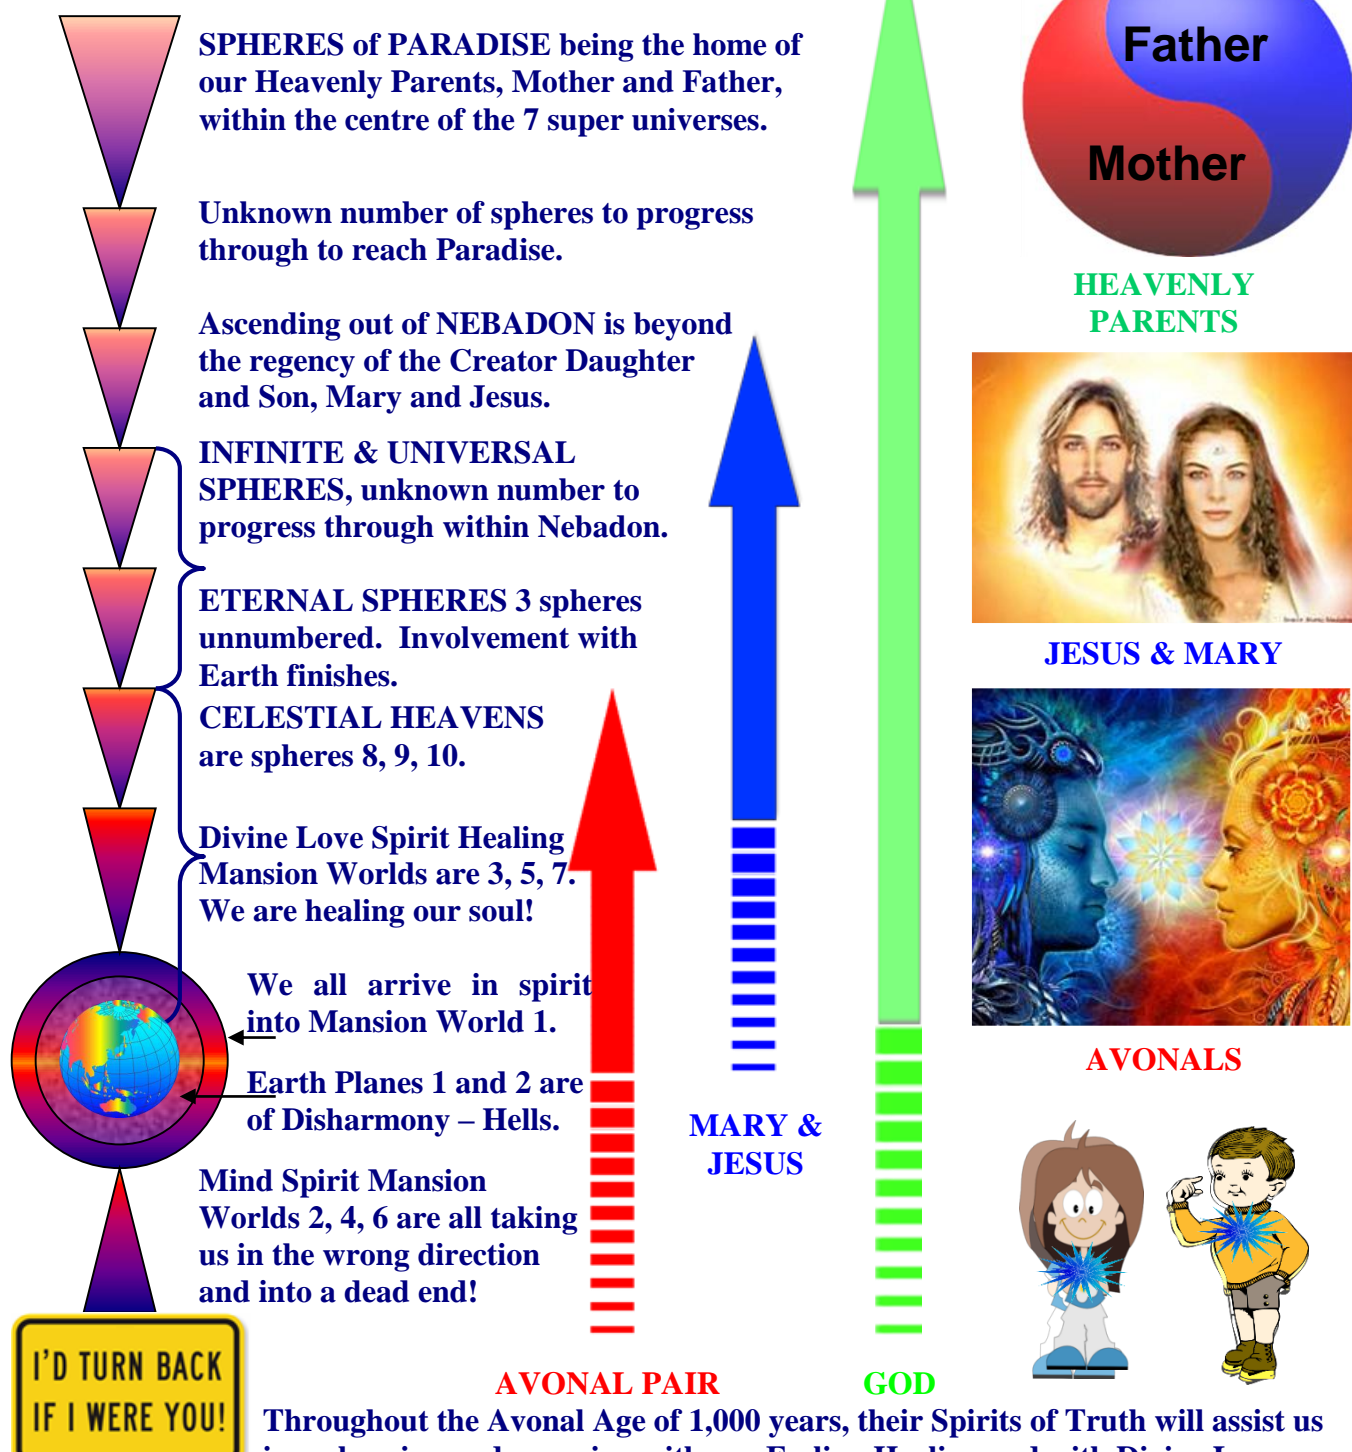 SPHERES of PARADISE being the home of
our Heavenly Parents, Mother and Father,
within the centre of the 7 super universes.
Unknown number of spheres to progress
through to reach Paradise.
Ascending out of NEBADON is beyond
the regency of the Creator Daughter
and Son, Mary and Jesus.
INFINITE & UNIVERSAL
SPHERES, unknown number to
progress through within Nebadon.
ETERNAL SPHERES 3 spheres
unnumbered. Involvement with
Earth finishes.
CELESTIAL HEAVENS
are spheres 8, 9, 10.
Divine Love Spirit Healing
Mansion Worlds are 3, 5, 7.
We are healing our soul!
We all arrive in spirit
into Mansion World 1.
Earth Planes 1 and 2 are
of Disharmony – Hells.
Mind Spirit Mansion
Worlds 2, 4, 6 are all taking
us in the wrong direction
and into a dead end!
I'D TURN BACK
IF I WERE YOU!
AVONAL PAIR
MARY &
JESUS
GOD
Father
Mother
HEAVENLY
PARENTS
JESUS & MARY
AVONALS
Throughout the Avonal Age of 1,000 years, their Spirits of Truth will assist us